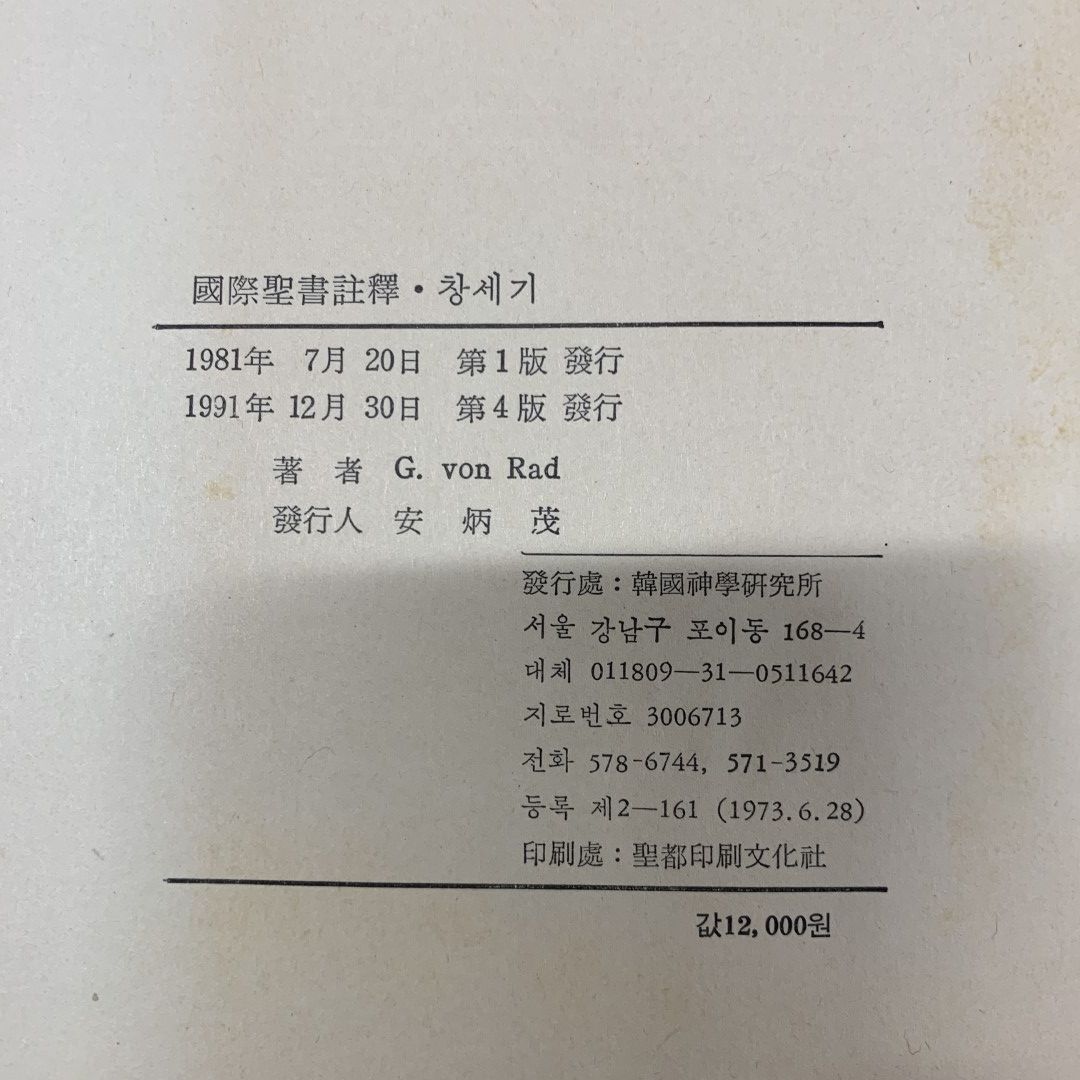 國際聖書註釋・창세기
1981年 7月 20日 第1版 發行
1991年 12月 30日 第4版 發行
著 者 G. von Rad
發行人 安 炳 茂
發行處 : 韓國神學硏究所
서울 강남구 포이동 168—4
대체 011809—31—0511642
지로번호 3006713
전화 578-6744, 571-3519
등록 제2—161 (1973.6.28)
印刷處 : 聖都印刷文化社
값12,000원